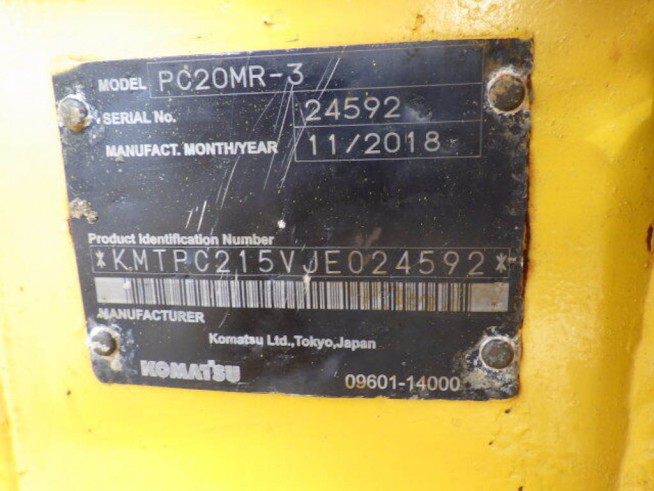 MODEL PC20MR-3
SERIAL No. 24592
MANUFACT. MONTH/YEAR 11/2018
Product Identification Number
*KMTPC215VJE024592*
MANUFACTURER
Komatsu Ltd.,Tokyo,Japan
KOMATSU
09601-14000